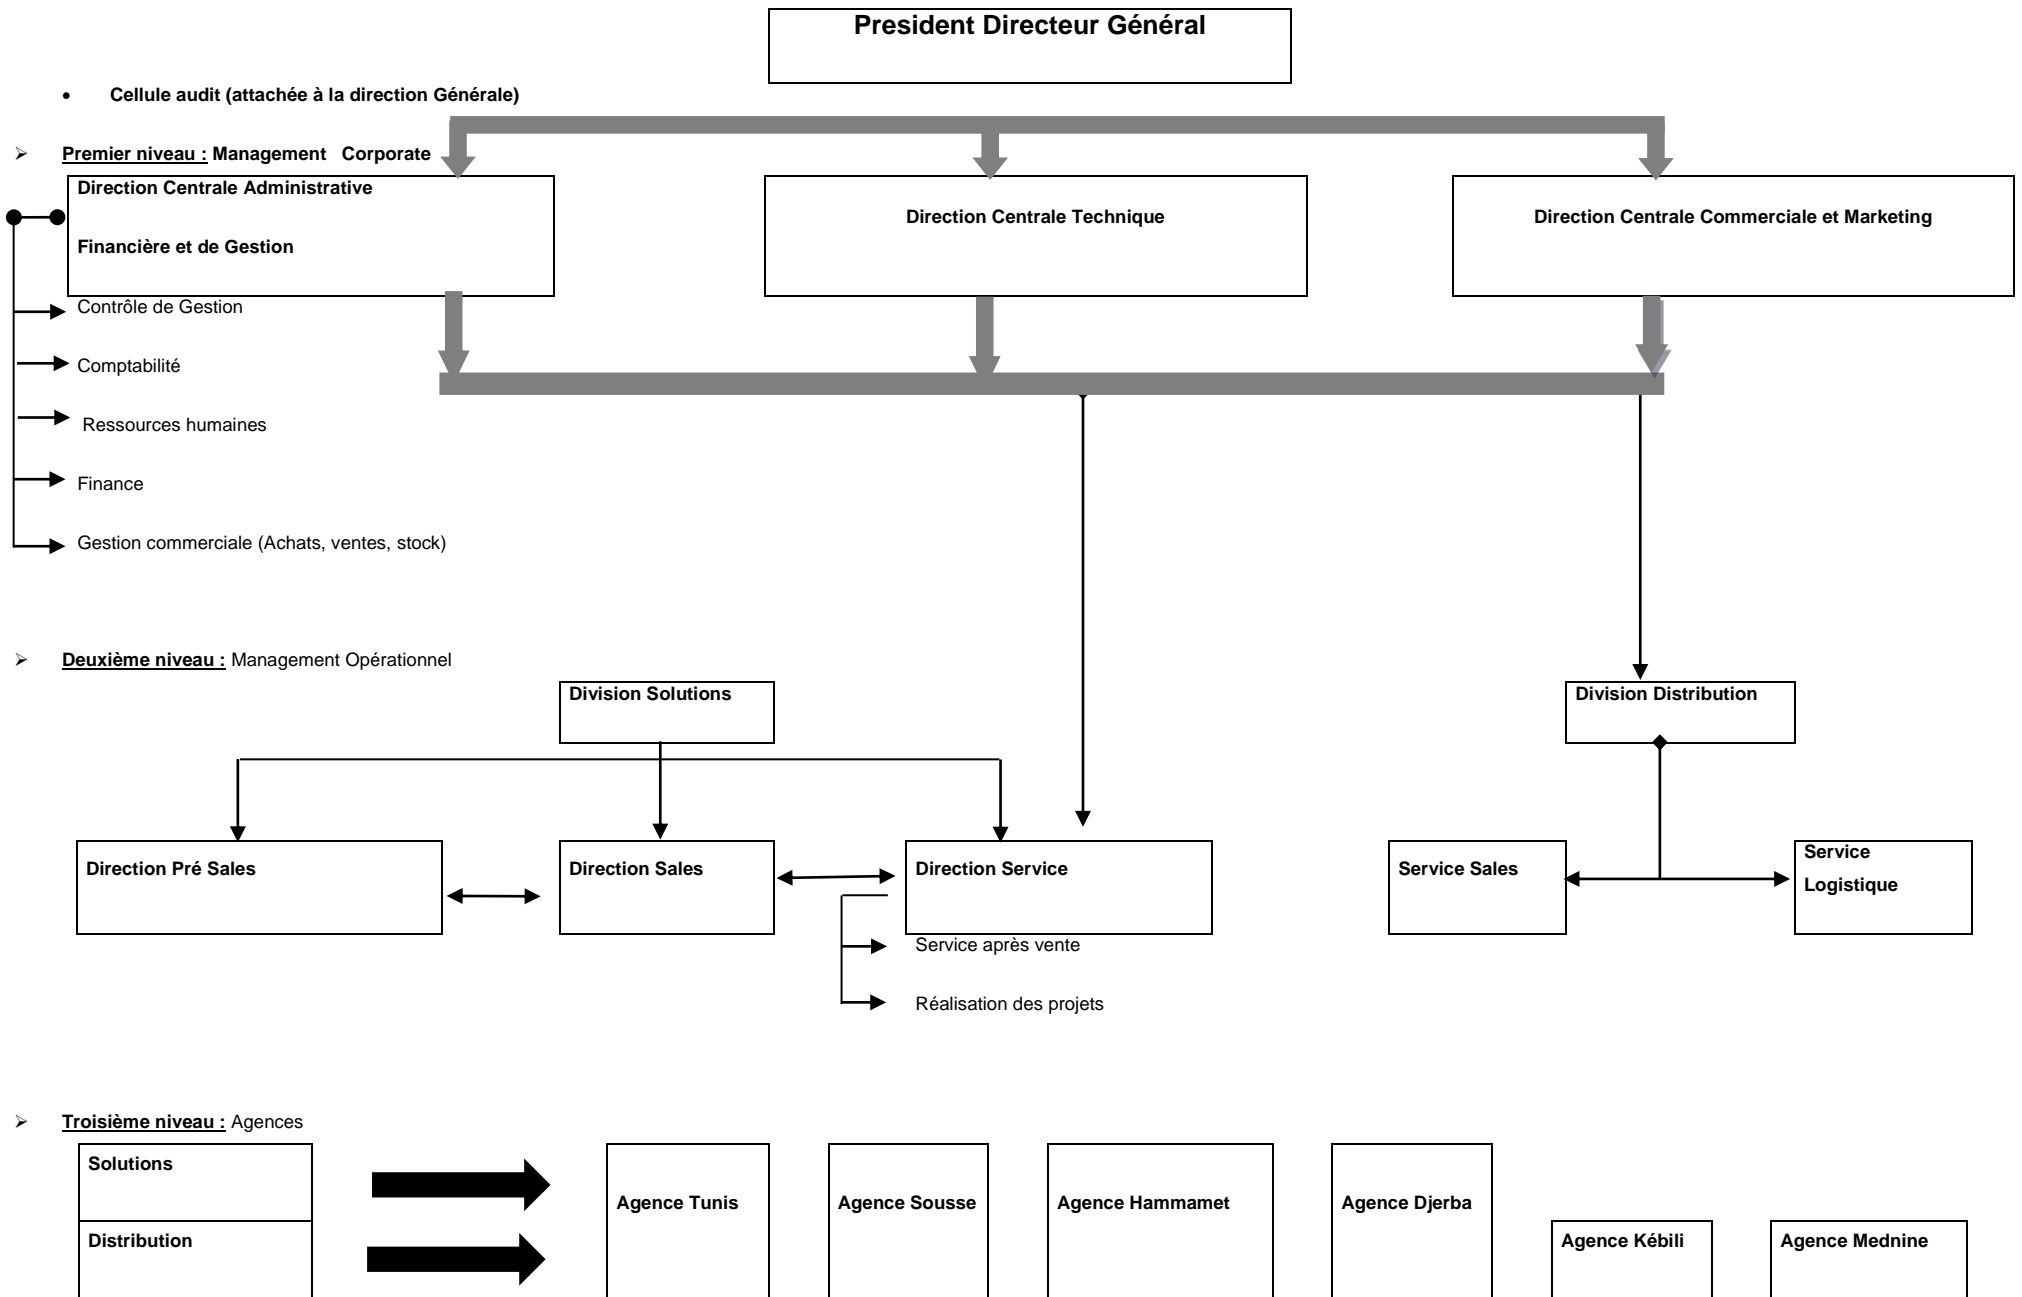 President Directeur Général
• Cellule audit (attachée à la direction Générale)
➢ Premier niveau : Management Corporate
Direction Centrale Administrative
Financière et de Gestion
Direction Centrale Technique
Direction Centrale Commerciale et Marketing
Contrôle de Gestion
Comptabilité
Ressources humaines
Finance
Gestion commerciale (Achats, ventes, stock)
➢ Deuxième niveau : Management Opérationnel
Division Solutions
Division Distribution
Direction Pré Sales
Direction Sales
Direction Service
Service Sales
Service
Logistique
Service après vente
Réalisation des projets
➢ Troisième niveau : Agences
Solutions
Distribution
Agence Tunis
Agence Sousse
Agence Hammamet
Agence Djerba
Agence Kébili
Agence Mednine